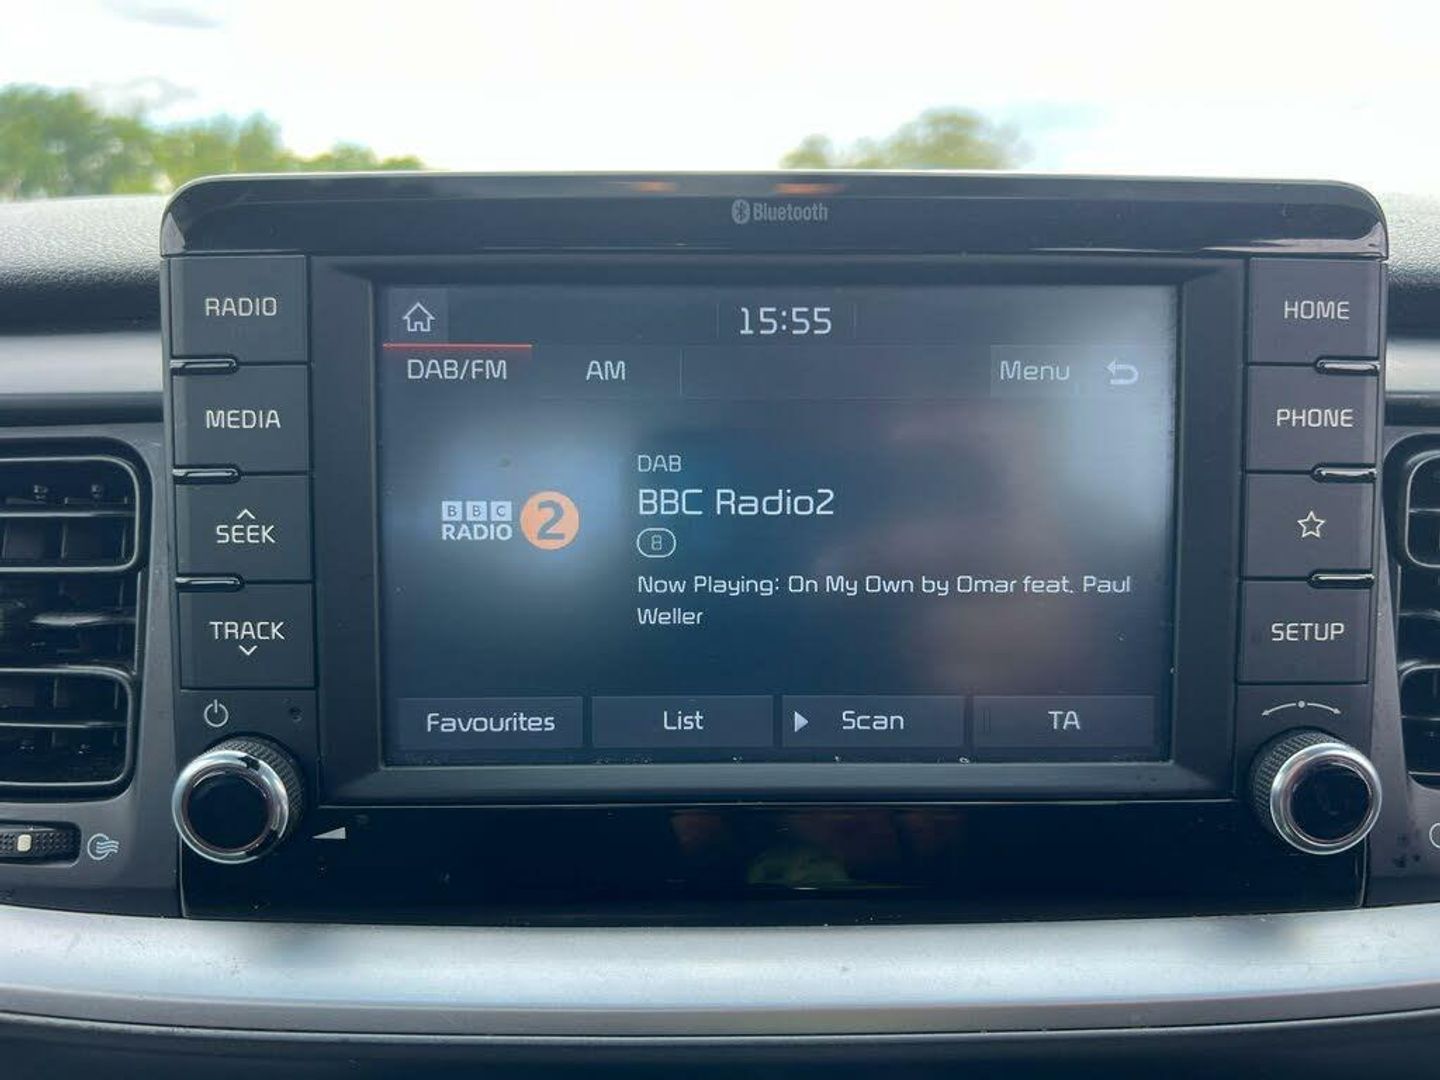 Bluetooth
RADIO
MEDIA
SEEK
TRACK
15:55
DAB/FM AM Menu
BBC
RADIO 2
DAB
BBC Radio2
8
Now Playing: On My Own by Omar feat. Paul
Weller
Favourites List Scan TA
HOME
PHONE
SETUP